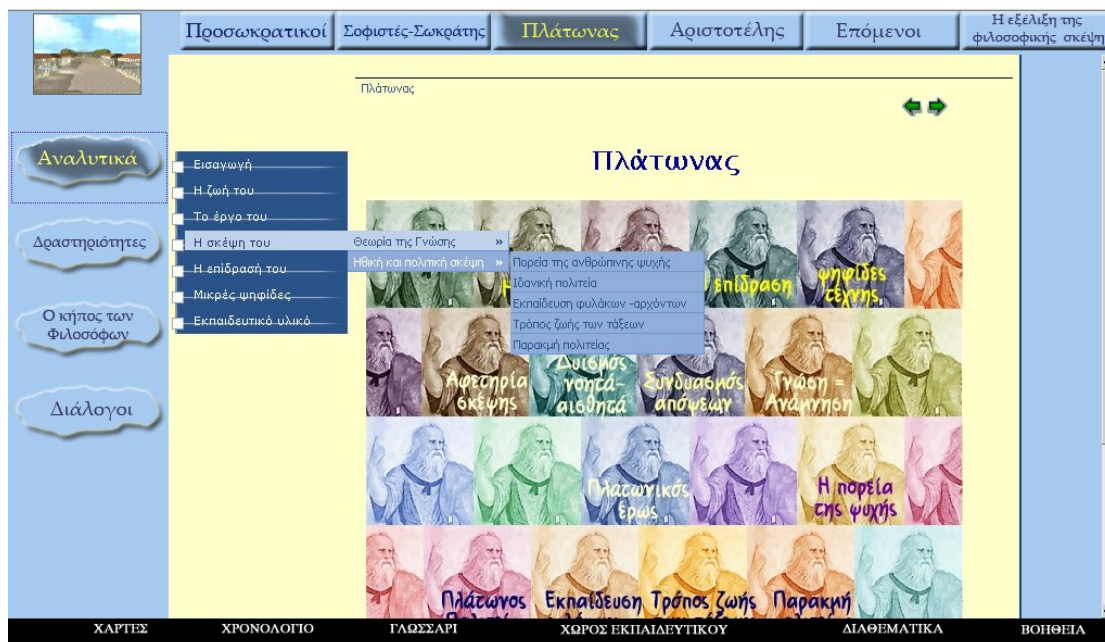 Προσωκρατικοί
Σοφιστές-Σωκράτης
Πλάτωνας
Αριστοτέλης
Επόμενοι
Η εξέλιξη της
φιλοσοφικής σκέψη
Πλάτωνας
Αναλυτικά
Δραστηριότητες
Ο κήπος των
Φιλοσόφων
Διάλογοι
Εισαγωγή
Η ζωή του
Το έργο του
Η σκέψη του
Η επίδρασή του
Μικρές ψηφίδες
Εκπαιδευτικό υλικό
Θεωρία της Γνώσης »
Ηθική και πολιτική σκέψη »
Πορεία της ανθρώπινης ψυχής
Ιδανική πολιτεία
Εκπαίδευση φυλάκων -αρχόντων
Τρόπος ζωής των τάξεων
Παρακμή πολιτείας
Πλάτωνας
επίδραση
ψηφίδες
τέχνης
Αφετηρία
σκέψης
Δυϊσμός
νοητά-
αισθητά
Συνδυασμός
απόψεων
Γνώση =
Ανάμνηση
Πλατωνικός
έρως
Η πορεία
της ψυχής
Πλάτωνος
Εκπαίδευση
Τρόπος ζωής
Παρακμή
ΧΑΡΤΕΣ
ΧΡΟΝΟΛΟΓΙΟ
ΓΛΩΣΣΑΡΙ
ΧΩΡΟΣ ΕΚΠΑΙΔΕΥΤΙΚΟΥ
ΔΙΑΘΕΜΑΤΙΚΑ
ΒΟΗΘΕΙΑ